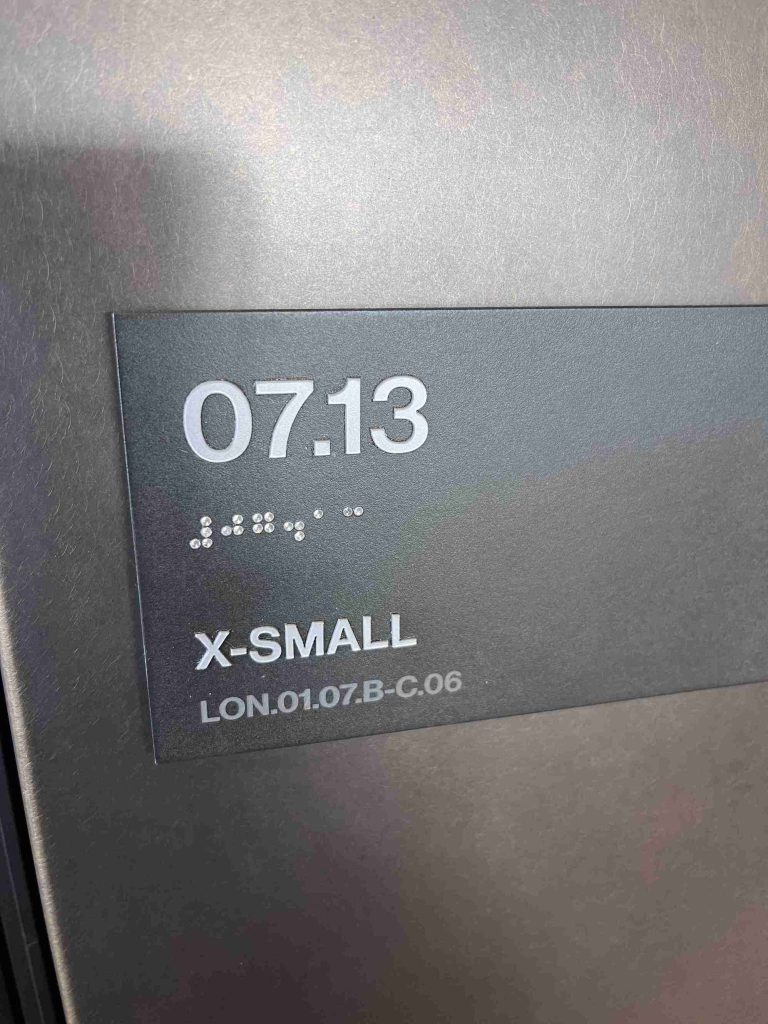 07.13
⠼⠚⠛⠲⠁⠉
X-SMALL
LON.01.07.B-C.06